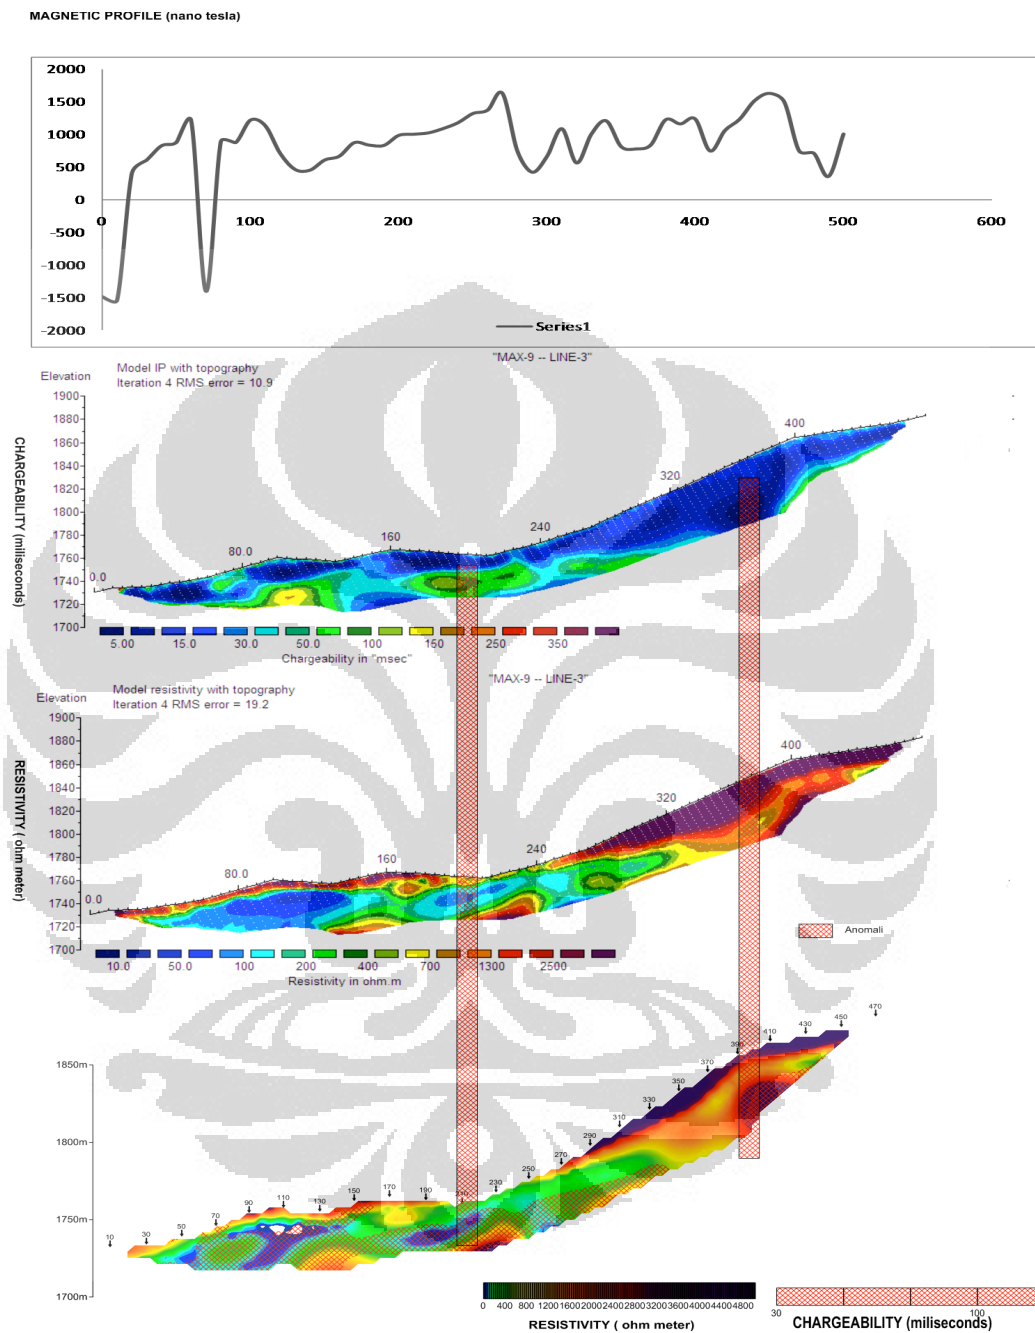 MAGNETIC PROFILE (nano tesla)
2000
1500
1000
500
0
-500
-1000
-1500
-2000
0 100 200 300 400 500 600
Series1
"MAX-9 -- LINE-3"
Model IP with topography
Iteration 4 RMS error = 10.9
Elevation
1900
1880
1860
1840
1820
1800
1780
1760
1740
1720
1700
CHARGEABILITY (miliseconds)
0.0 80.0 160 240 320 400
5.00 15.0 30.0 50.0 100 150 250 350
Chargeability in "msec"
"MAX-9 -- LINE-3"
Model resistivity with topography
Iteration 4 RMS error = 19.2
Elevation
1900
1880
1860
1840
1820
1800
1780
1760
1740
1720
1700
RESISTIVITY ( ohm meter)
0.0 80.0 160 240 320 400
10.0 50.0 100 200 400 700 1300 2500
Resistivity in ohm.m
Anomali
1850m
1800m
1750m
1700m
10 30 50 70 90 110 130 150 170 190 210 230 250 270 290 310 330 350 370 390 410 430 450 470
0 400 800 1200 1600 2000 2400 2800 3200 3600 4000 4400 4800
RESISTIVITY ( ohm meter)
30 100
CHARGEABILITY (miliseconds)